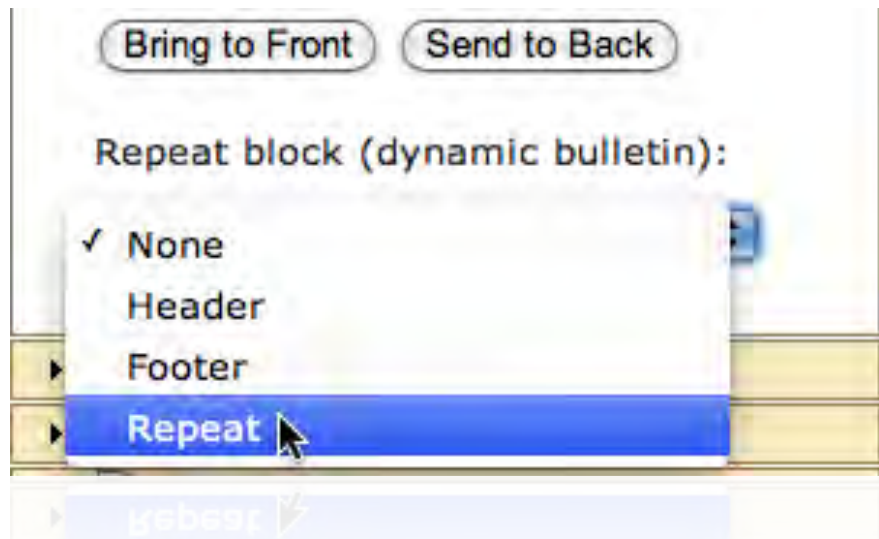 Bring to Front Send to Back
Repeat block (dynamic bulletin):
✓ None
Header
Footer
Repeat